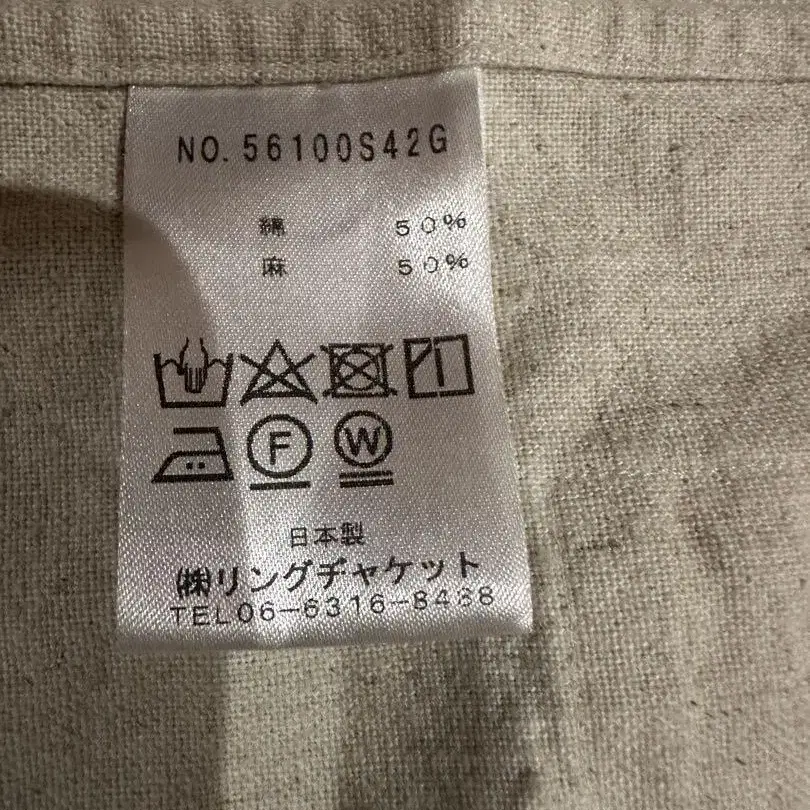 NO.56100S42G
綿 50%
麻 50%
F W
日本製
㈱リングヂャケット
TEL06-6316-8488